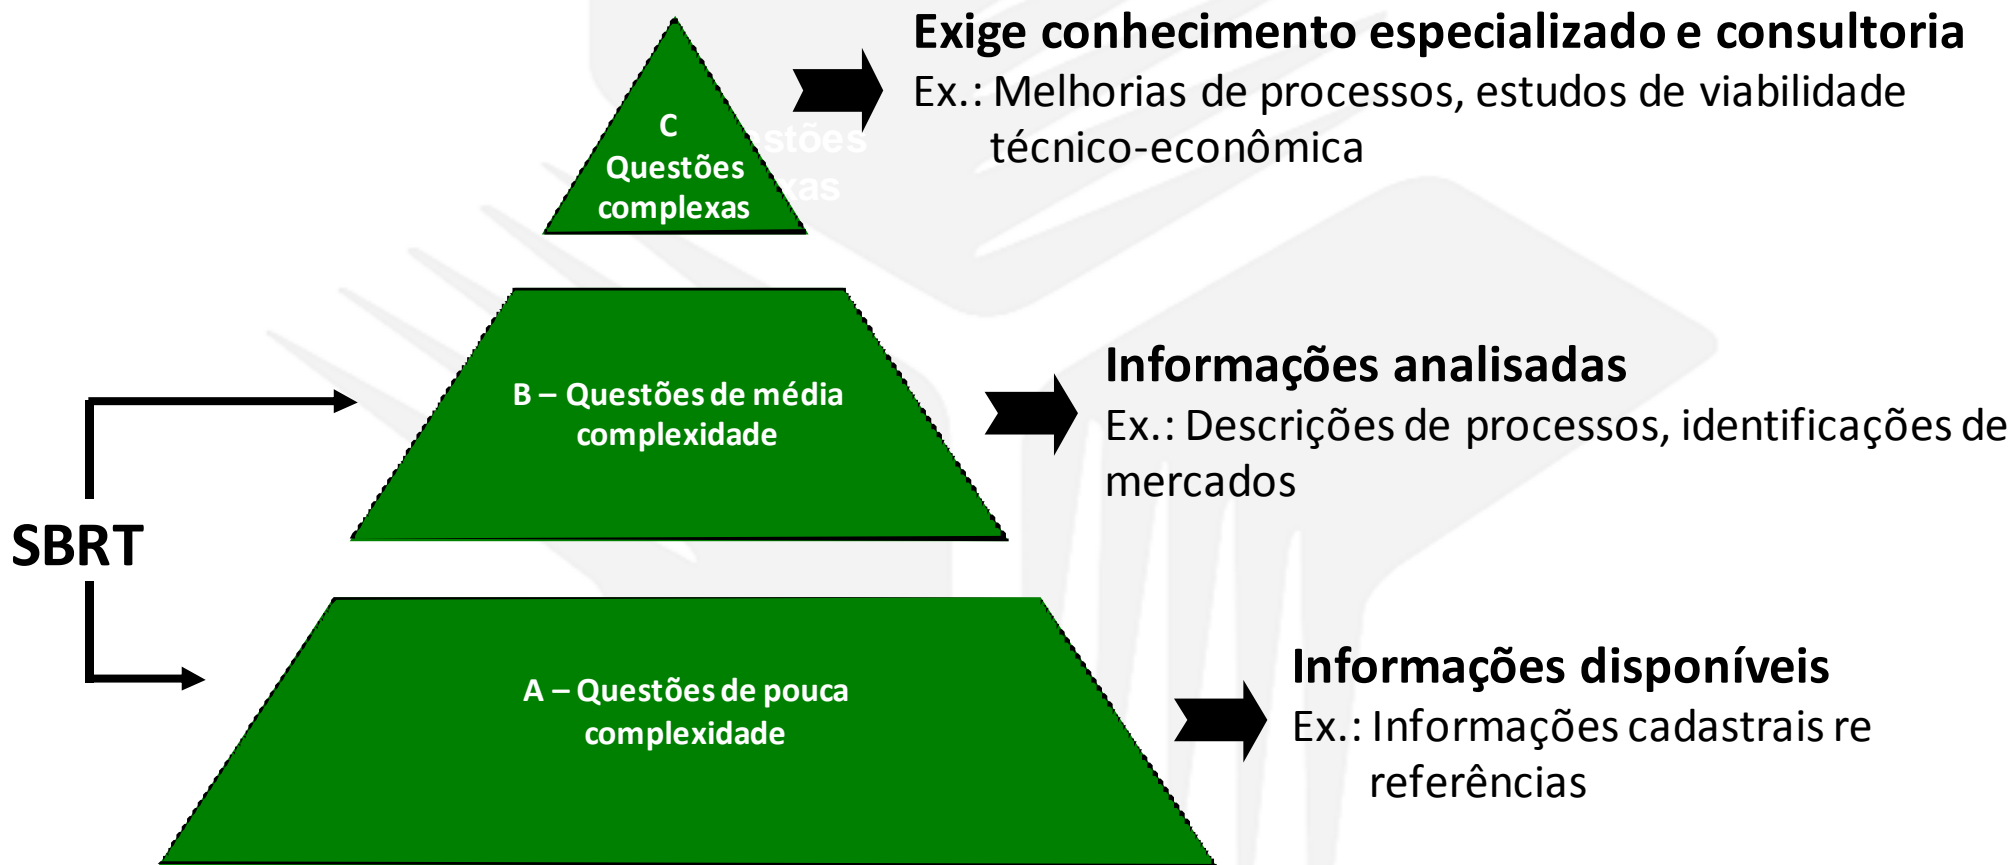 Exige conhecimento especializado e consultoria
Ex.: Melhorias de processos, estudos de viabilidade
técnico-econômica
C
Questões
complexas
Informações analisadas
Ex.: Descrições de processos, identificações de
mercados
B – Questões de média
complexidade
SBRT
Informações disponíveis
Ex.: Informações cadastrais re
referências
A – Questões de pouca
complexidade